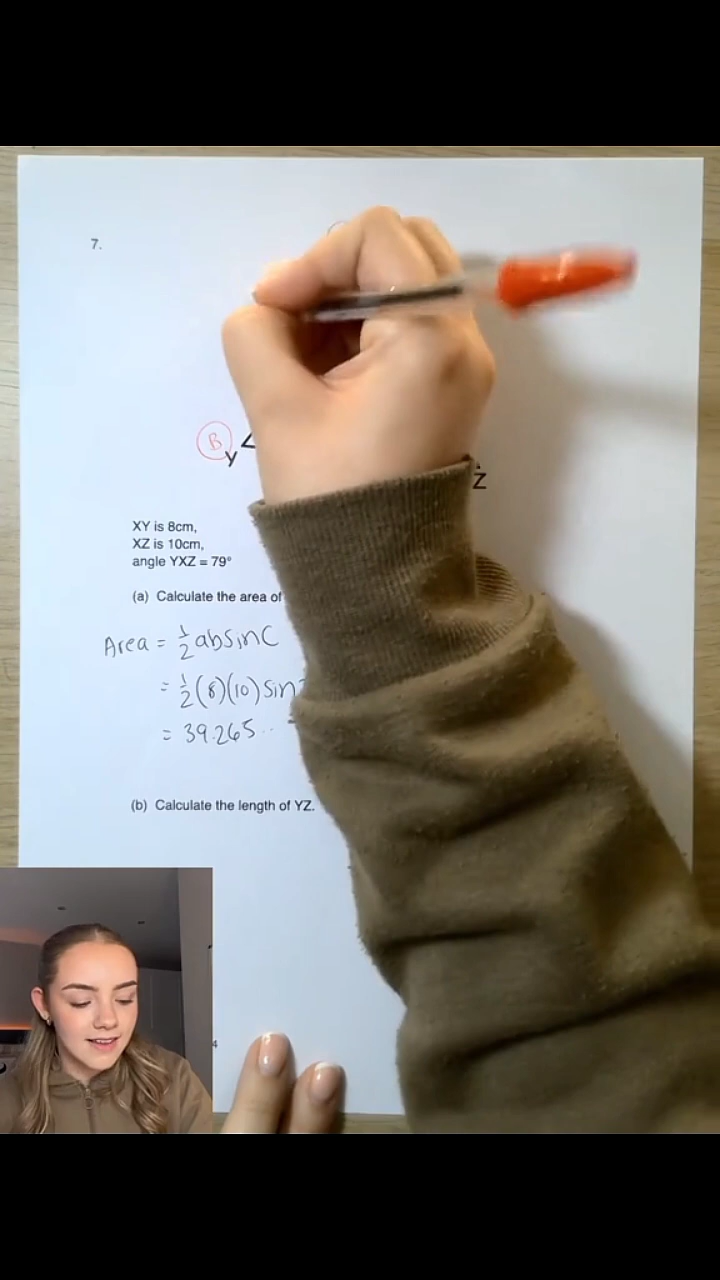 7.
B
Y
Z
XY is 8cm,
XZ is 10cm,
angle YXZ = 79°
(a) Calculate the area of
Area = 1/2 absinC
= 1/2 (8)(10) sin
= 39.265...
(b) Calculate the length of YZ.
4